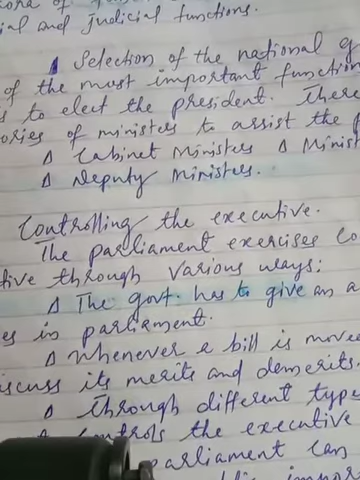 ial and judicial functions.
Δ Selection of the national g
of the most important function
s to elect the president. There
ories of ministers to assist the p
Δ Cabinet Ministers Δ Minist
Δ Deputy Ministers.
Controlling the executive.
The parliament exercises co
tive through various ways:
Δ The govt. has to give an a
es in parliament.
Δ Whenever a bill is move
iscuss its merits and demerits.
Δ Through different type
controls the executive
parliament can